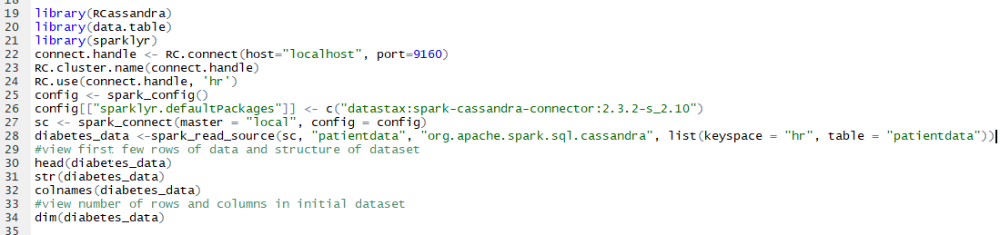 19 library(RCassandra)
20 library(data.table)
21 library(sparklyr)
22 connect.handle <- RC.connect(host="localhost", port=9160)
23 RC.cluster.name(connect.handle)
24 RC.use(connect.handle, 'hr')
25 config <- spark_config()
26 config[["sparklyr.defaultPackages"]] <- c("datastax:spark-cassandra-connector:2.3.2-s_2.10")
27 sc <- spark_connect(master = "local", config = config)
28 diabetes_data <-spark_read_source(sc, "patientdata", "org.apache.spark.sql.cassandra", list(keyspace = "hr", table = "patientdata"))
29 #view first few rows of data and structure of dataset
30 head(diabetes_data)
31 str(diabetes_data)
32 colnames(diabetes_data)
33 #view number of rows and columns in initial dataset
34 dim(diabetes_data)
35